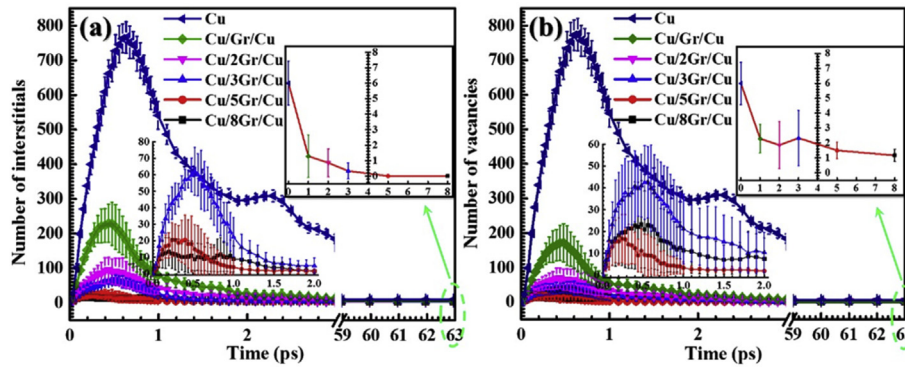 (a)
Number of interstitials
800
700
600
500
400
300
200
100
0
Cu
Cu/Gr/Cu
Cu/2Gr/Cu
Cu/3Gr/Cu
Cu/5Gr/Cu
Cu/8Gr/Cu
8
7
6
5
4
3
2
1
0
0 1 2 3 4 5 6 7 8
80
70
60
50
40
30
20
10
0
0.0 0.5 1.0 1.5 2.0
0 1 2 59 60 61 62 63
Time (ps)
(b)
Number of vacancies
800
700
600
500
400
300
200
100
0
Cu
Cu/Gr/Cu
Cu/2Gr/Cu
Cu/3Gr/Cu
Cu/5Gr/Cu
Cu/8Gr/Cu
8
7
6
5
4
3
2
1
0
0 1 2 3 4 5 6 7 8
60
50
40
30
20
10
0
0.0 0.5 1.0 1.5 2.0
0 1 2 59 60 61 62
Time (ps)